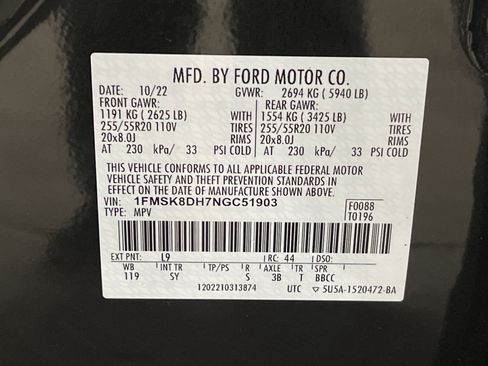 MFD. BY FORD MOTOR CO.
DATE: 10/22 GVWR: 2694 KG ( 5940 LB)
FRONT GAWR: REAR GAWR:
1191 KG ( 2625 LB) WITH 1554 KG ( 3425 LB) WITH
255/55R20 110V TIRES 255/55R20 110V TIRES
20x8.0J RIMS 20x8.0J RIMS
AT 230 kPa/ 33 PSI COLD AT 230 kPa/ 33 PSI COLD
THIS VEHICLE CONFORMS TO ALL APPLICABLE FEDERAL MOTOR
VEHICLE SAFETY AND THEFT PREVENTION STANDARDS IN
EFFECT ON THE DATE OF MANUFACTURE SHOWN ABOVE.
VIN: 1FMSK8DH7NGC51903 F0088
TYPE: MPV T0196
EXT PNT: L9 RC: 44 DSO:
WB INT TR TP/PS R AXLE TR SPR
119 SY S 3B T BBCC
1202210313874 UTC ▽ 5U5A-1520472-BA